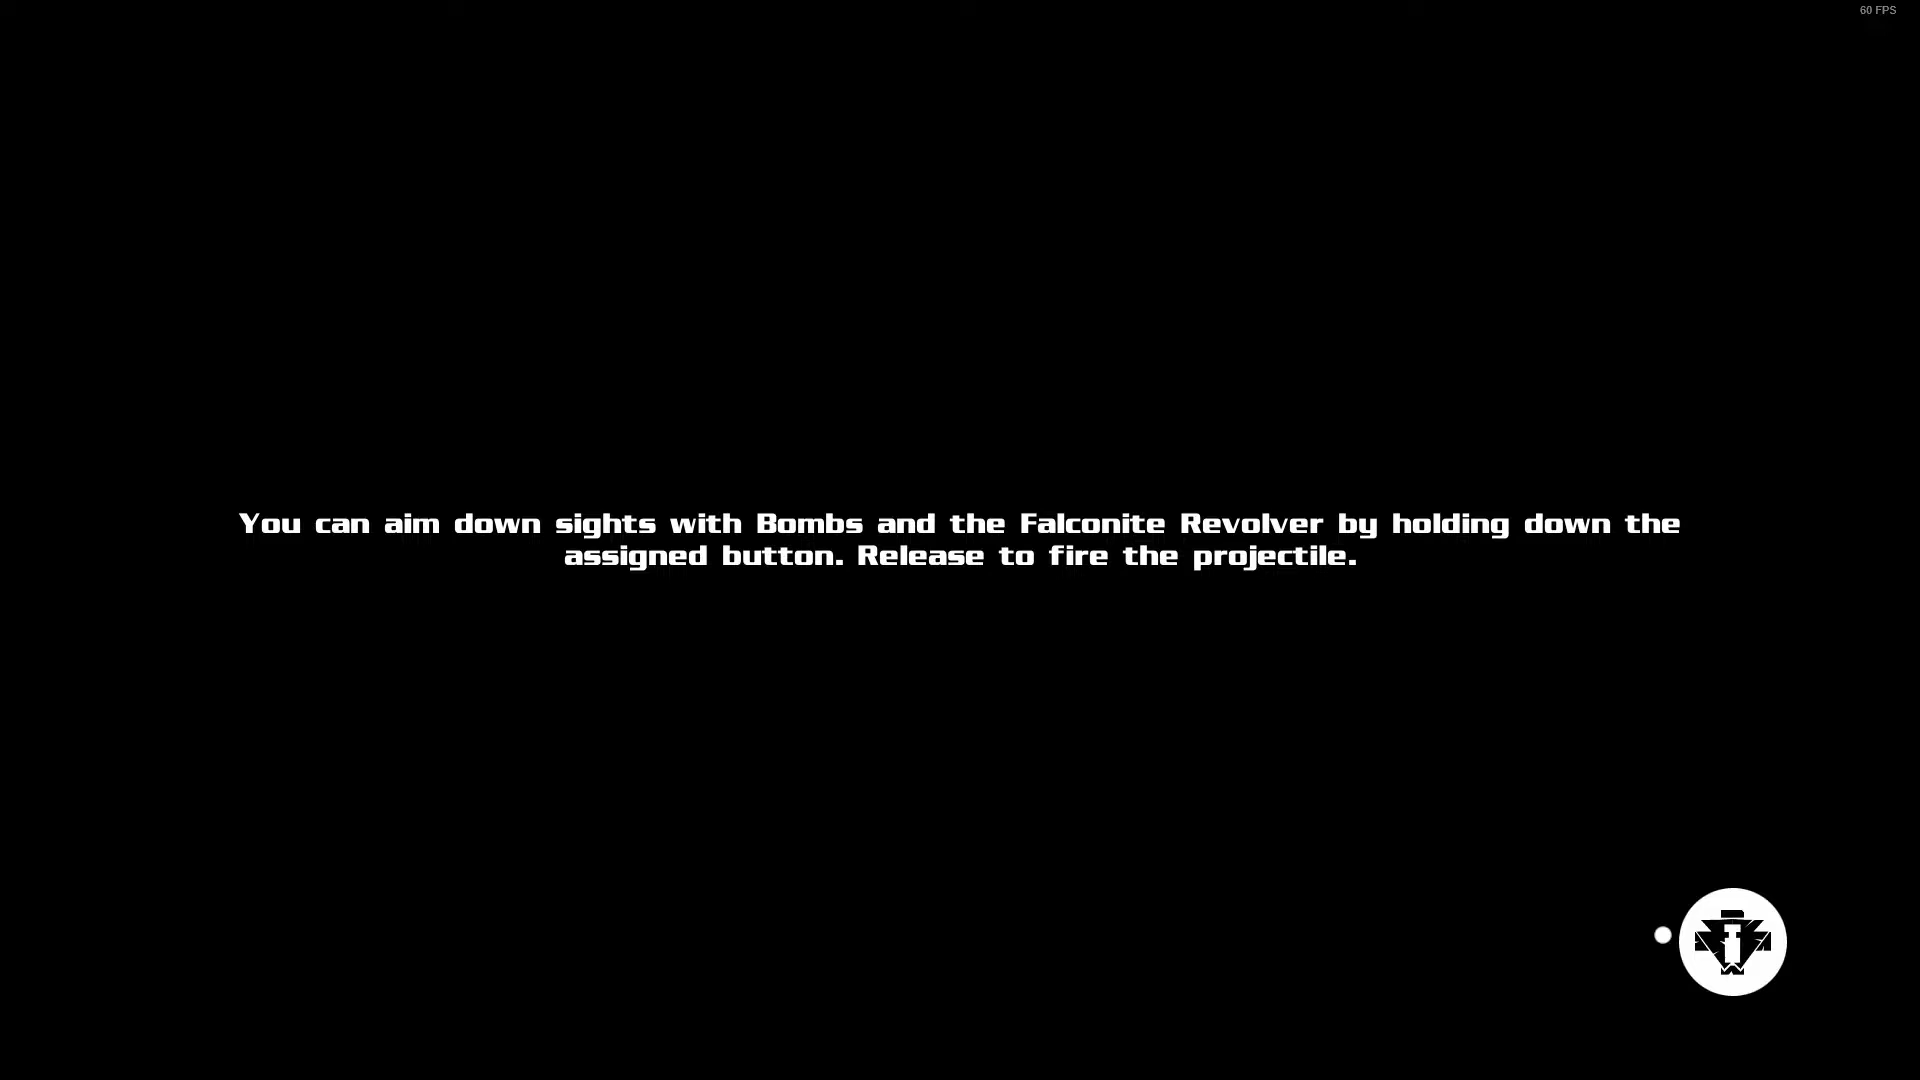 60 FPS
You can aim down sights with Bombs and the Falconite Revolver by holding down the
assigned button. Release to fire the projectile.